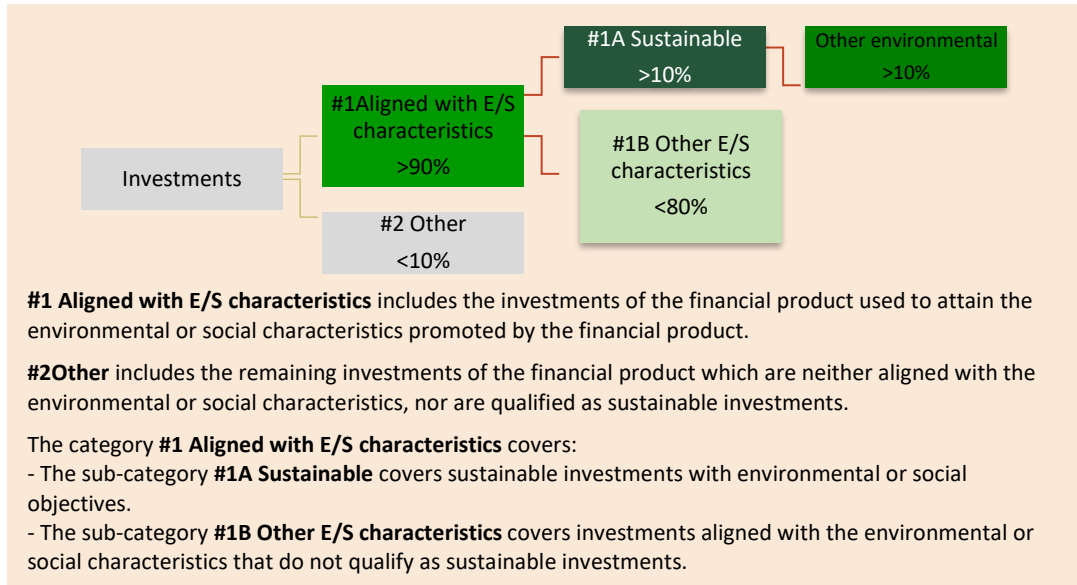 #1A Sustainable
>10%
Other environmental
>10%
#1Aligned with E/S
characteristics
>90%
#1B Other E/S
characteristics
<80%
Investments
#2 Other
<10%
#1 Aligned with E/S characteristics includes the investments of the financial product used to attain the
environmental or social characteristics promoted by the financial product.
#2Other includes the remaining investments of the financial product which are neither aligned with the
environmental or social characteristics, nor are qualified as sustainable investments.
The category #1 Aligned with E/S characteristics covers:
- The sub-category #1A Sustainable covers sustainable investments with environmental or social
objectives.
- The sub-category #1B Other E/S characteristics covers investments aligned with the environmental or
social characteristics that do not qualify as sustainable investments.